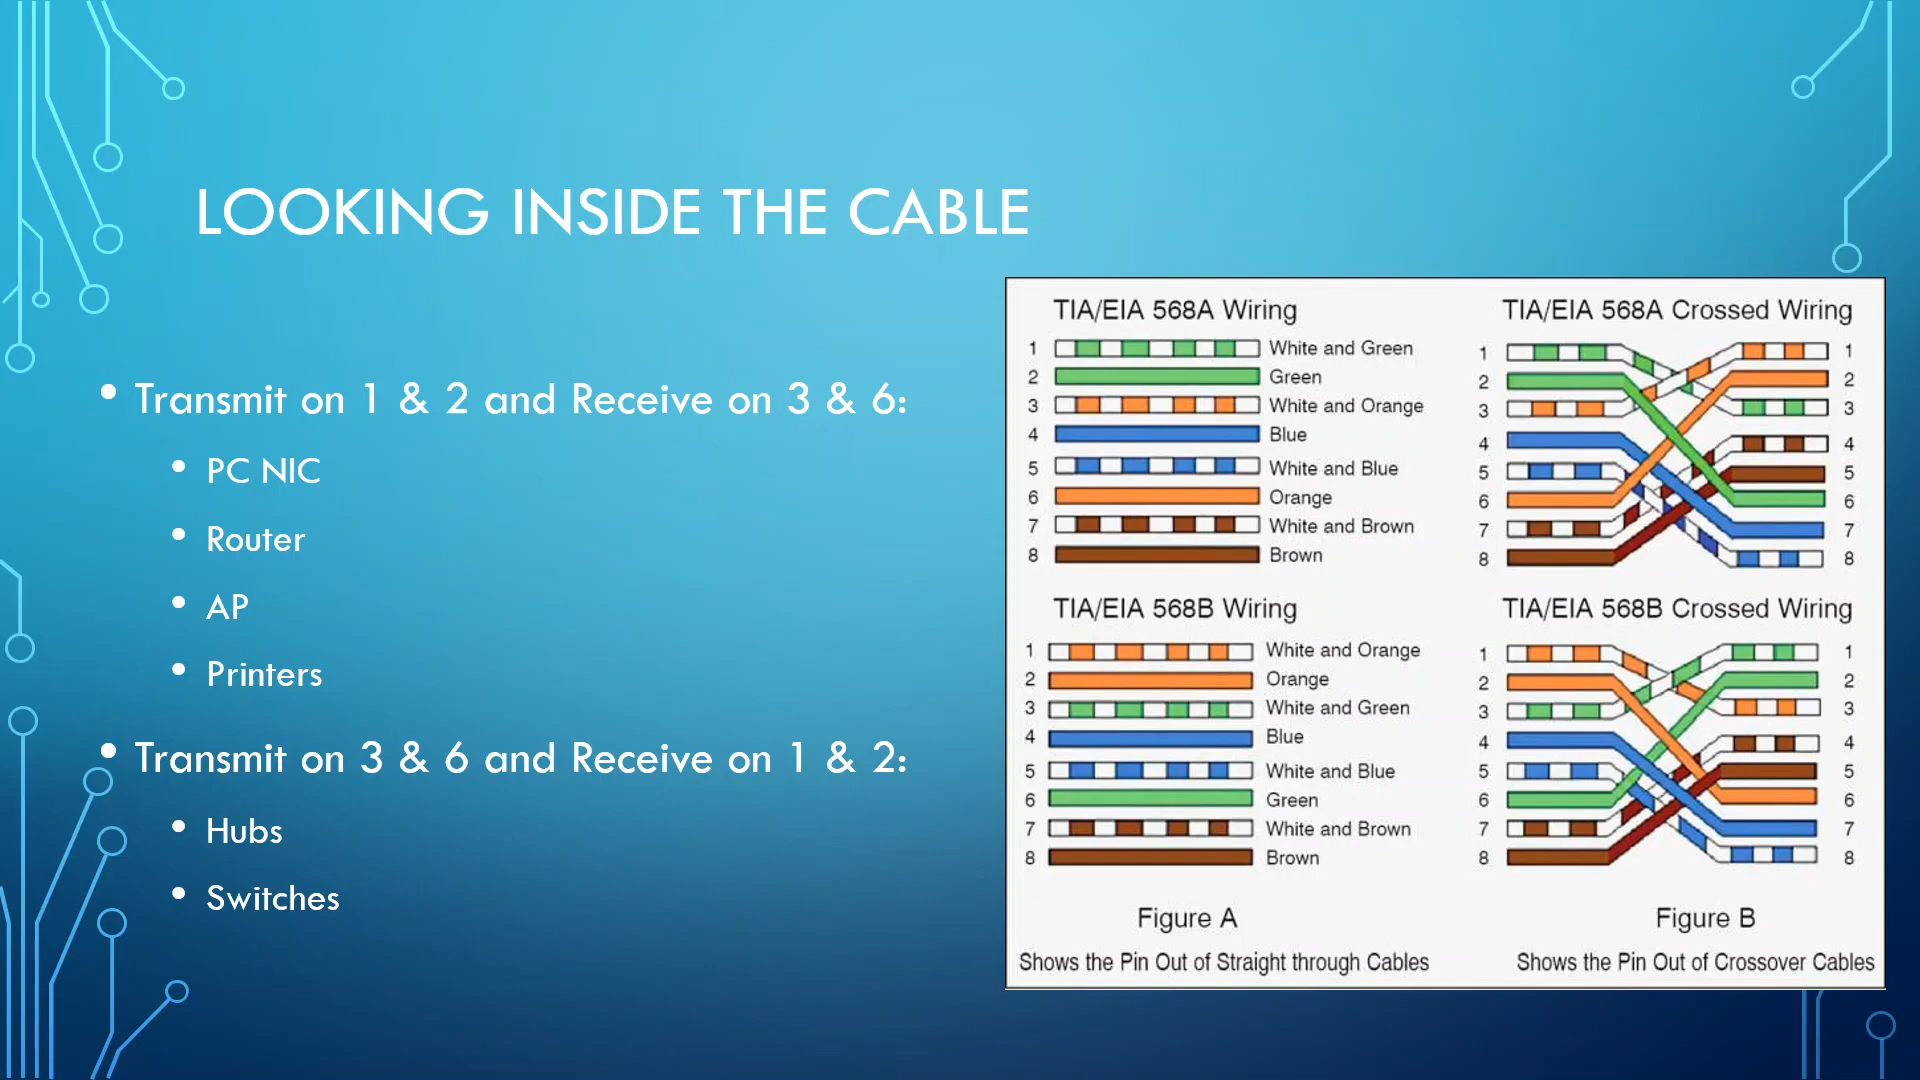 LOOKING INSIDE THE CABLE
• Transmit on 1 & 2 and Receive on 3 & 6:
• PC NIC
• Router
• AP
• Printers
• Transmit on 3 & 6 and Receive on 1 & 2:
• Hubs
• Switches
TIA/EIA 568A Wiring
1 White and Green
2 Green
3 White and Orange
4 Blue
5 White and Blue
6 Orange
7 White and Brown
8 Brown
TIA/EIA 568A Crossed Wiring
1 1
2 2
3 3
4 4
5 5
6 6
7 7
8 8
TIA/EIA 568B Wiring
1 White and Orange
2 Orange
3 White and Green
4 Blue
5 White and Blue
6 Green
7 White and Brown
8 Brown
TIA/EIA 568B Crossed Wiring
1 1
2 2
3 3
4 4
5 5
6 6
7 7
8 8
Figure A
Shows the Pin Out of Straight through Cables
Figure B
Shows the Pin Out of Crossover Cables